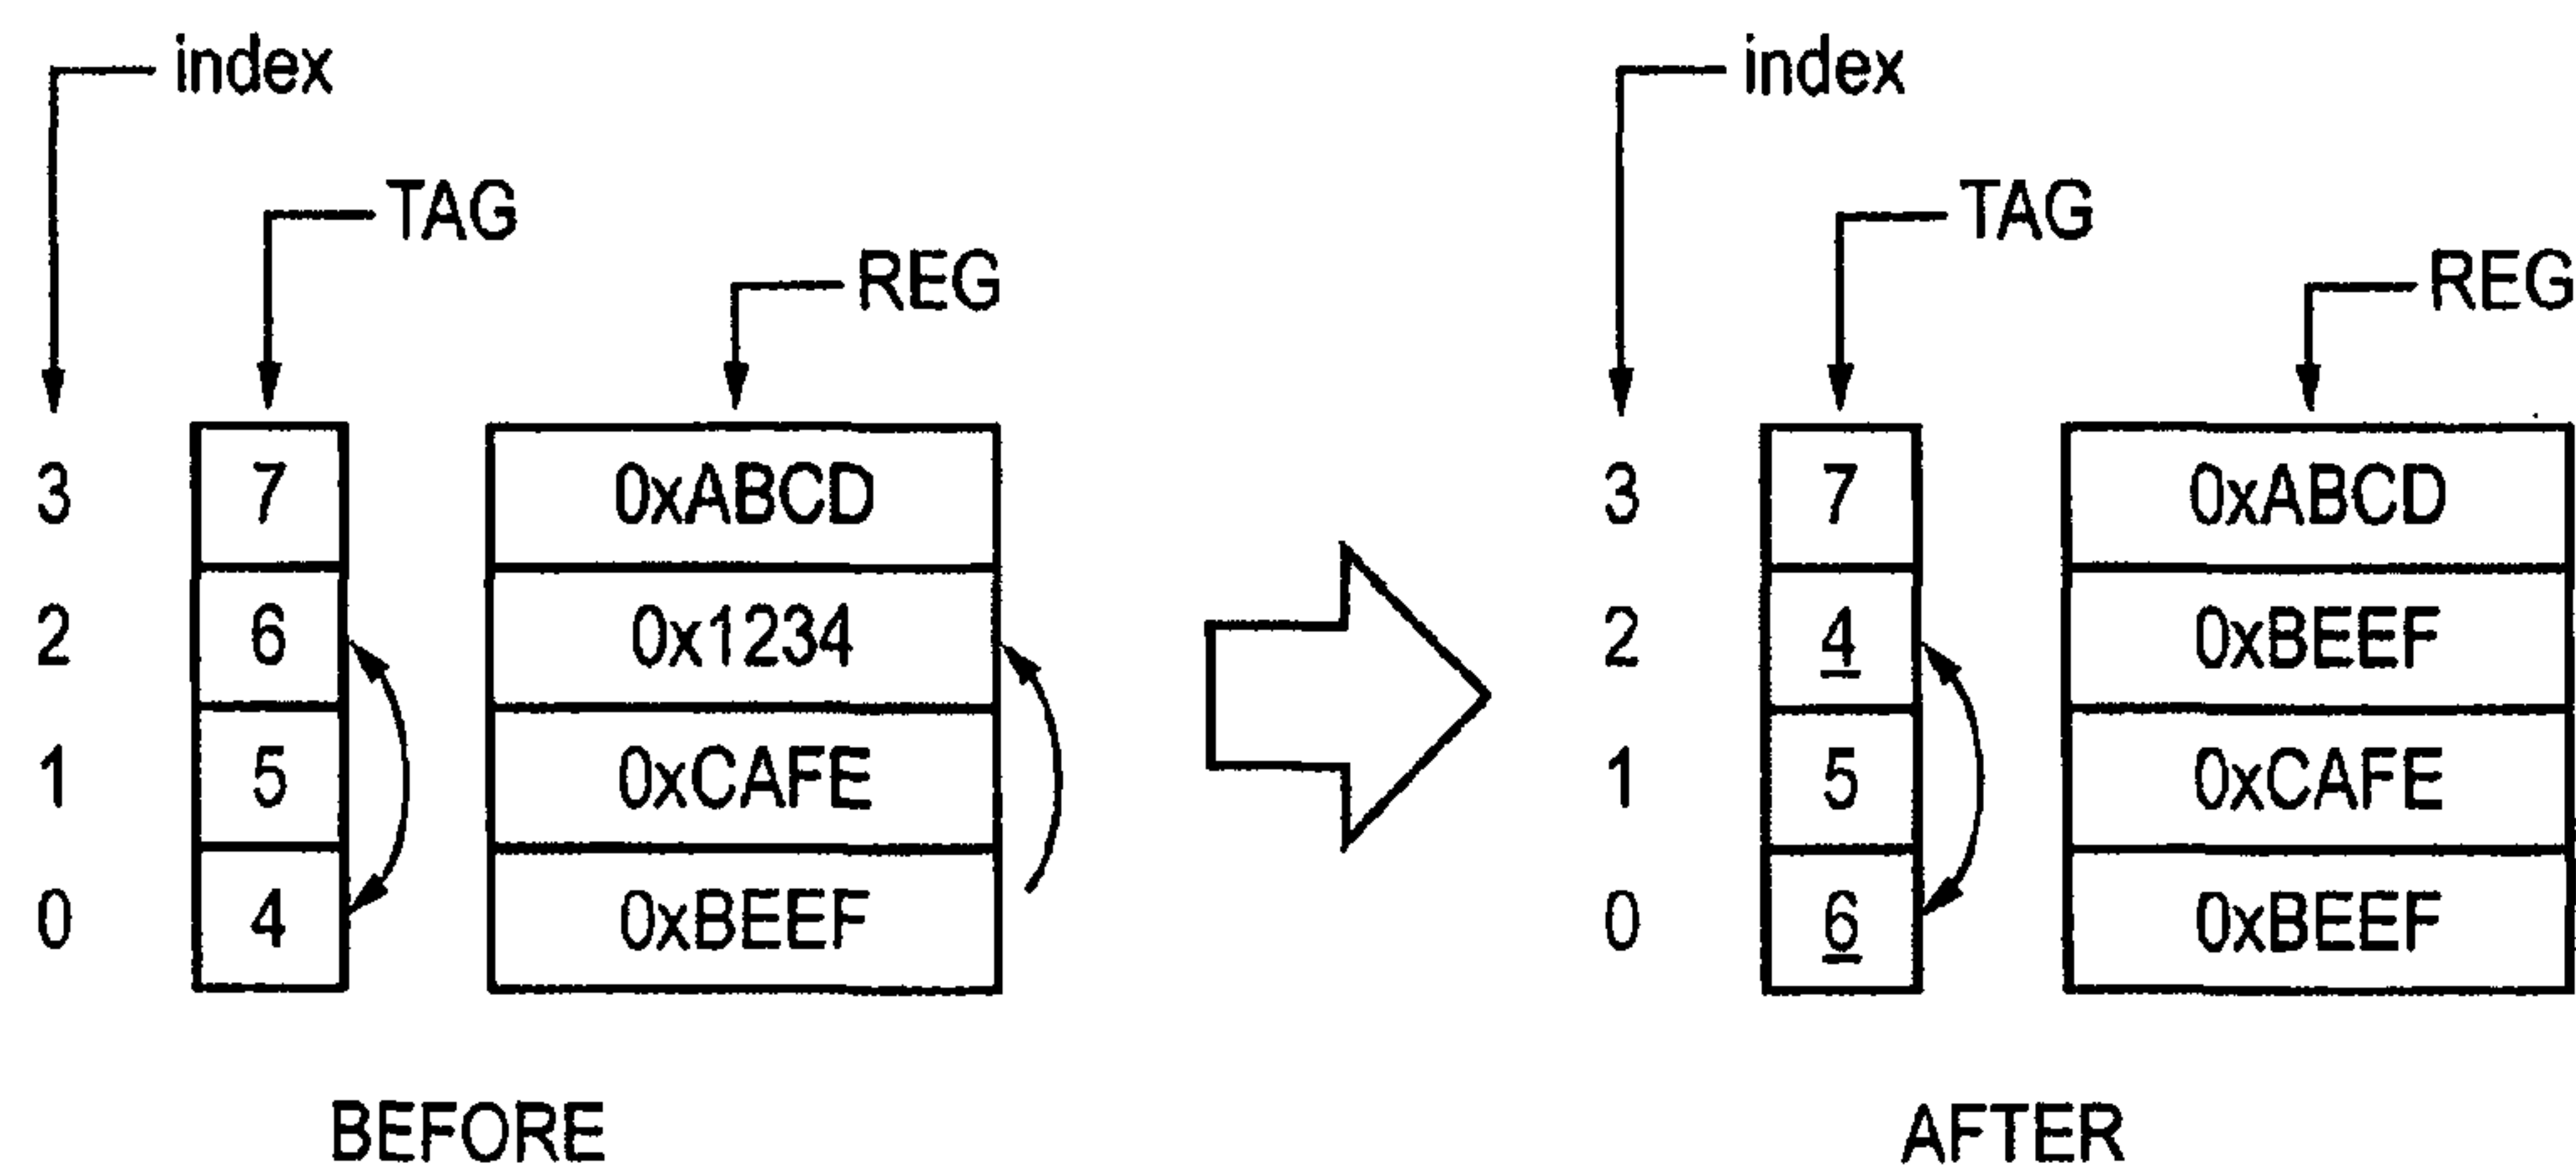 index index
TAG TAG
REG REG
3 7 0xABCD 3 7 0xABCD
2 6 0x1234 2 4 0xBEEF
1 5 0xCAFE 1 5 0xCAFE
0 4 0xBEEF 0 6 0xBEEF
BEFORE AFTER